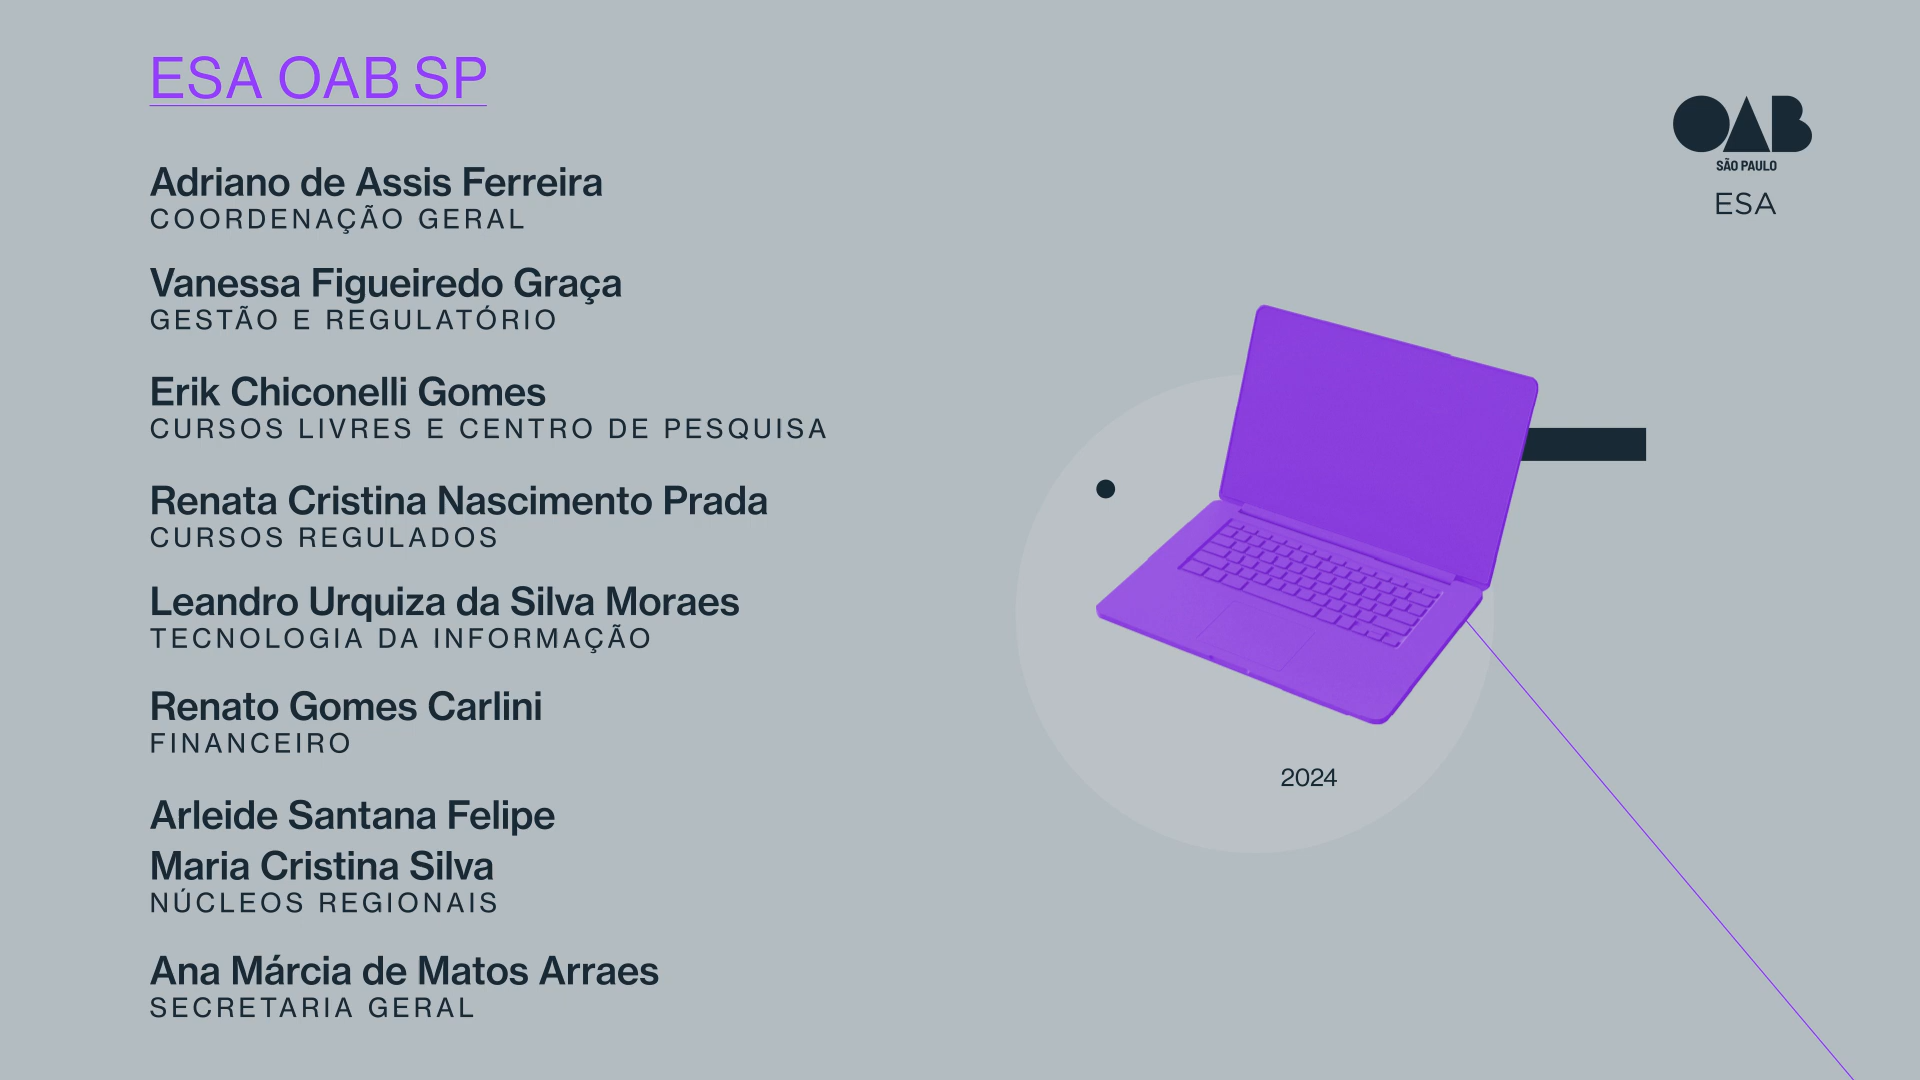 ESA OAB SP
Adriano de Assis Ferreira
COORDENAÇÃO GERAL
Vanessa Figueiredo Graça
GESTÃO E REGULATÓRIO
Erik Chiconelli Gomes
CURSOS LIVRES E CENTRO DE PESQUISA
Renata Cristina Nascimento Prada
CURSOS REGULADOS
Leandro Urquiza da Silva Moraes
TECNOLOGIA DA INFORMAÇÃO
Renato Gomes Carlini
FINANCEIRO
Arleide Santana Felipe
Maria Cristina Silva
NÚCLEOS REGIONAIS
Ana Márcia de Matos Arraes
SECRETARIA GERAL
OAB
SÃO PAULO
ESA
2024